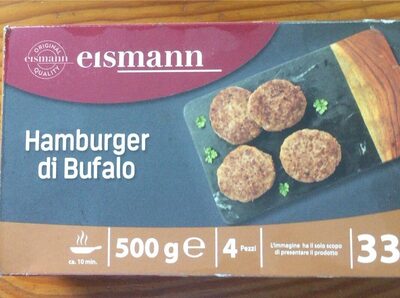 ORIGINAL
eismann
QUALITY
eismann
Hamburger
di Bufalo
ca. 10 min.
500 g e
4 Pezzi
L'immagine ha il solo scopo
di presentare il prodotto
33